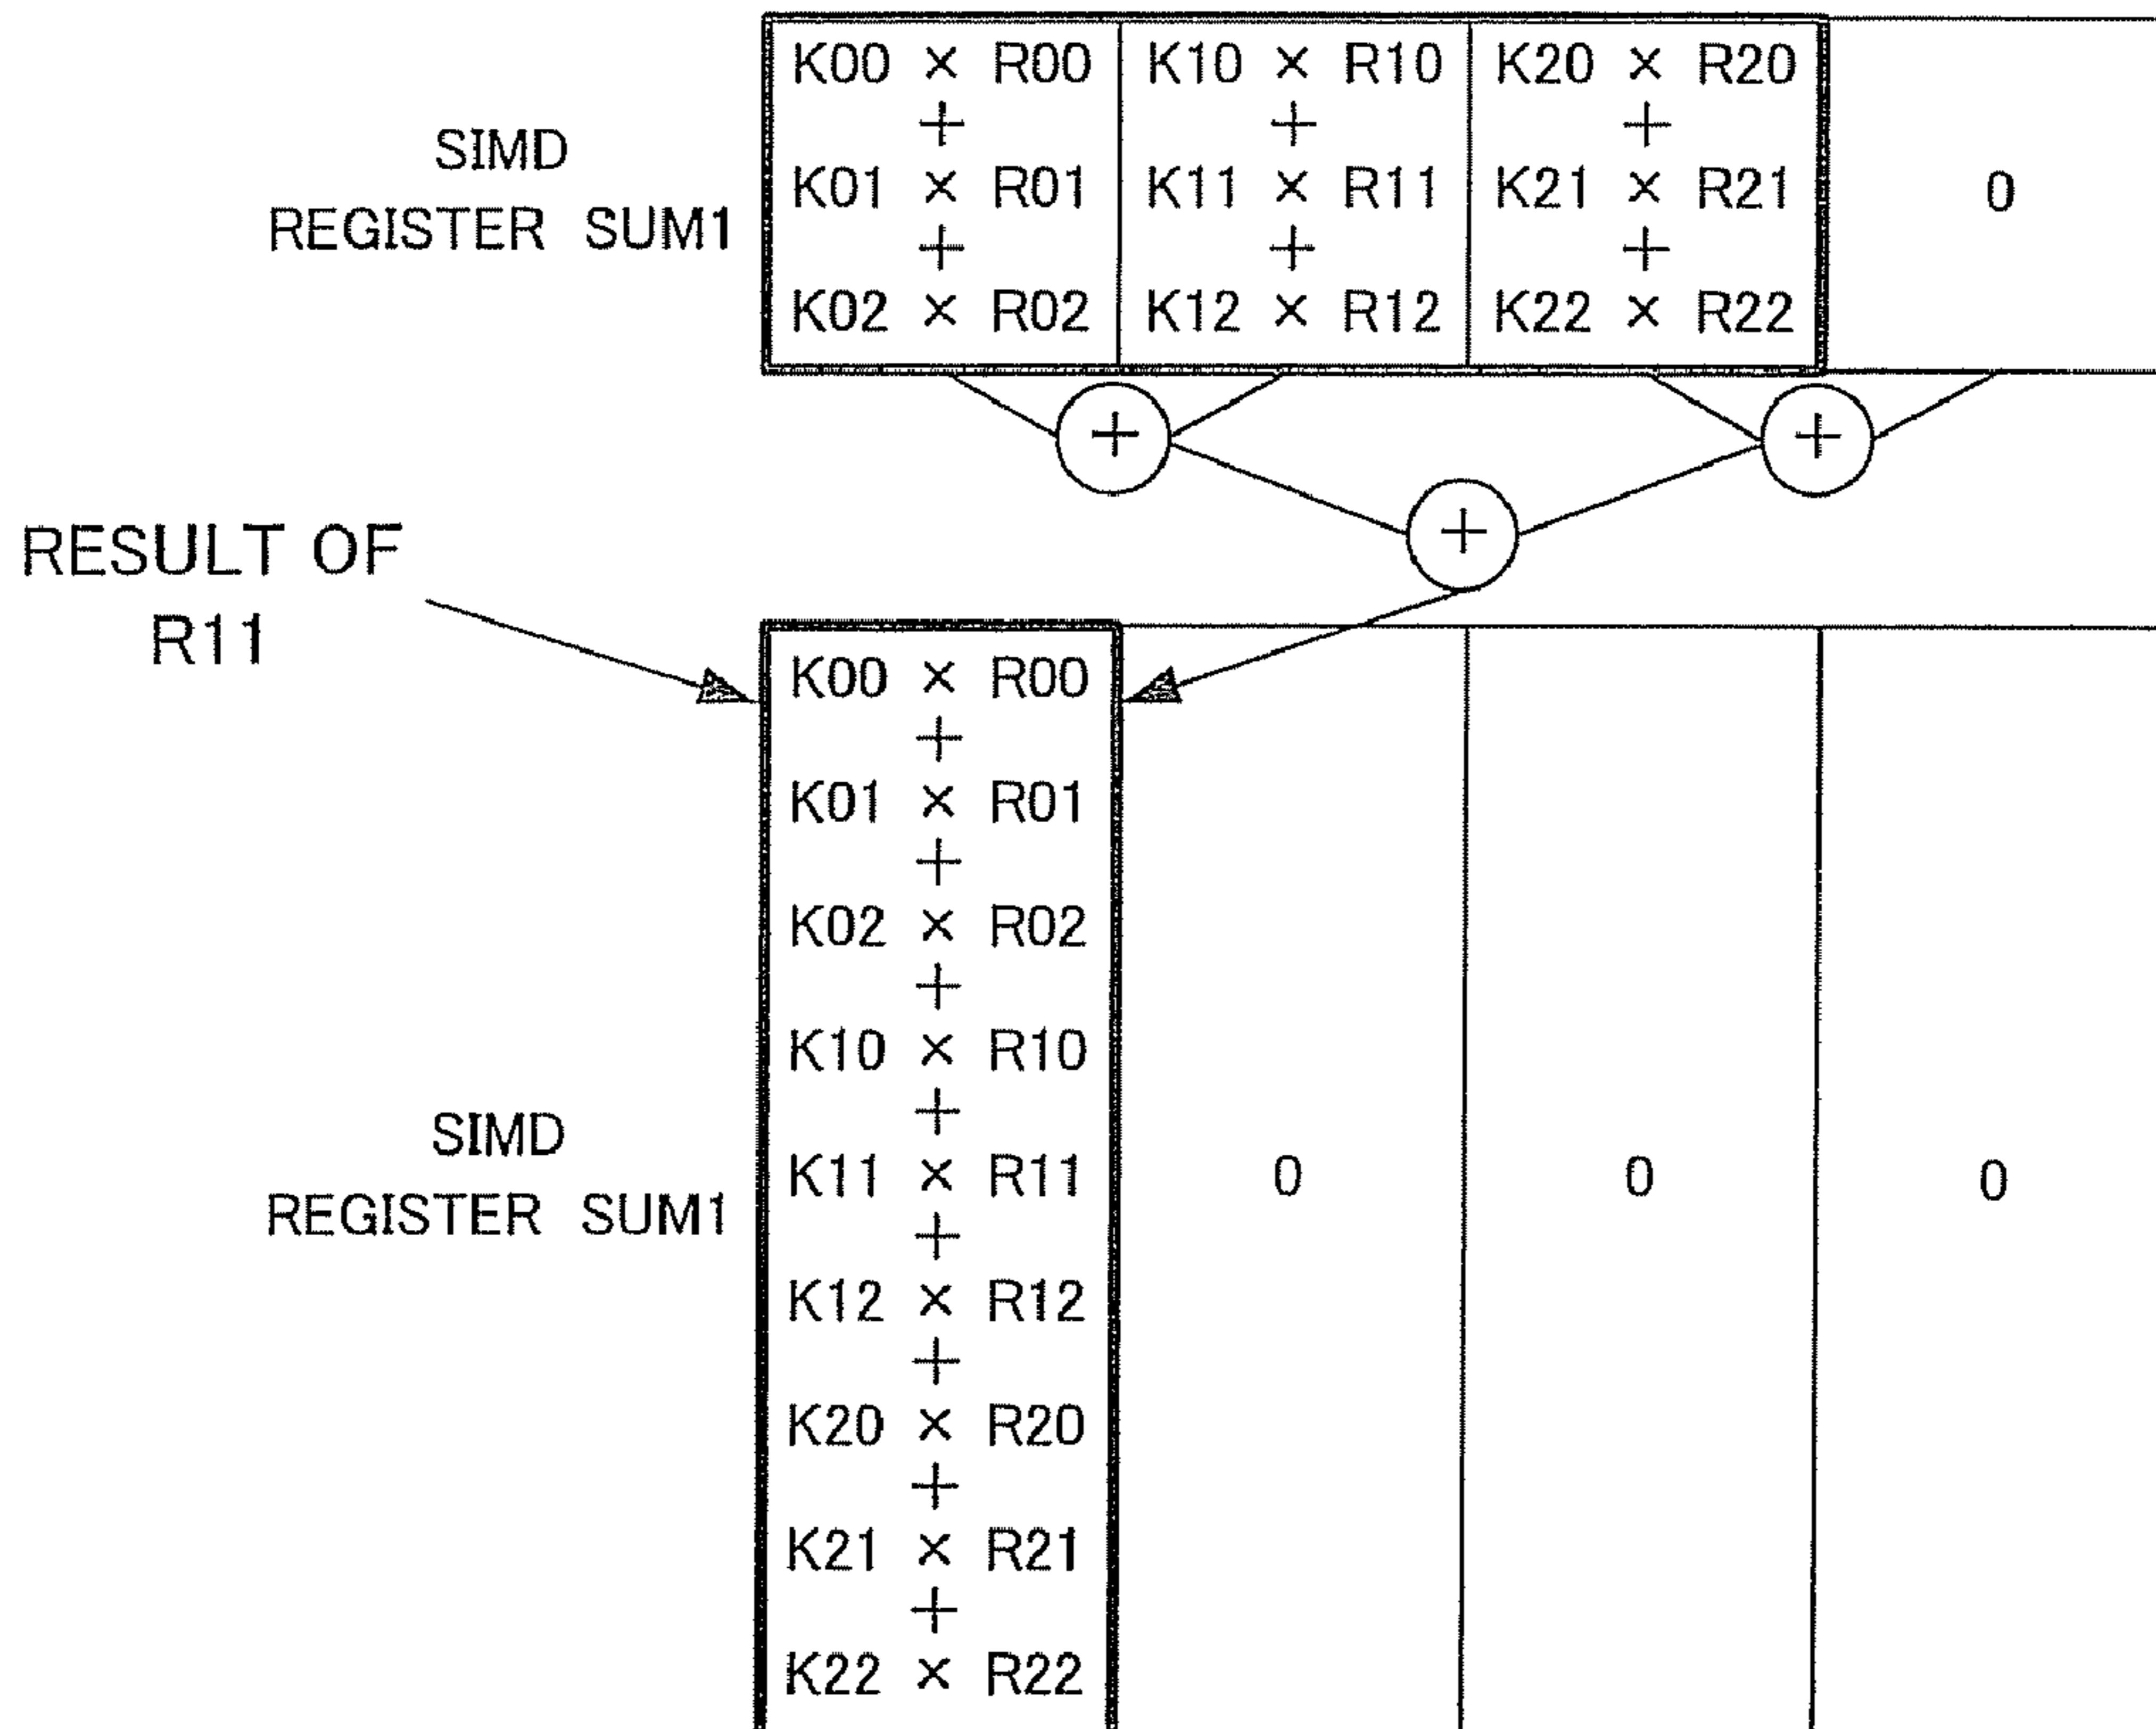 K00 × R00 K10 × R10 K20 × R20
+ + +
SIMD
K01 × R01 K11 × R11 K21 × R21 0
REGISTER SUM1
+ + +
K02 × R02 K12 × R12 K22 × R22
+ +
+
RESULT OF
R11
K00 × R00
+
K01 × R01
+
K02 × R02
+
K10 × R10
+
SIMD
K11 × R11 0 0 0
REGISTER SUM1
+
K12 × R12
+
K20 × R20
+
K21 × R21
+
K22 × R22